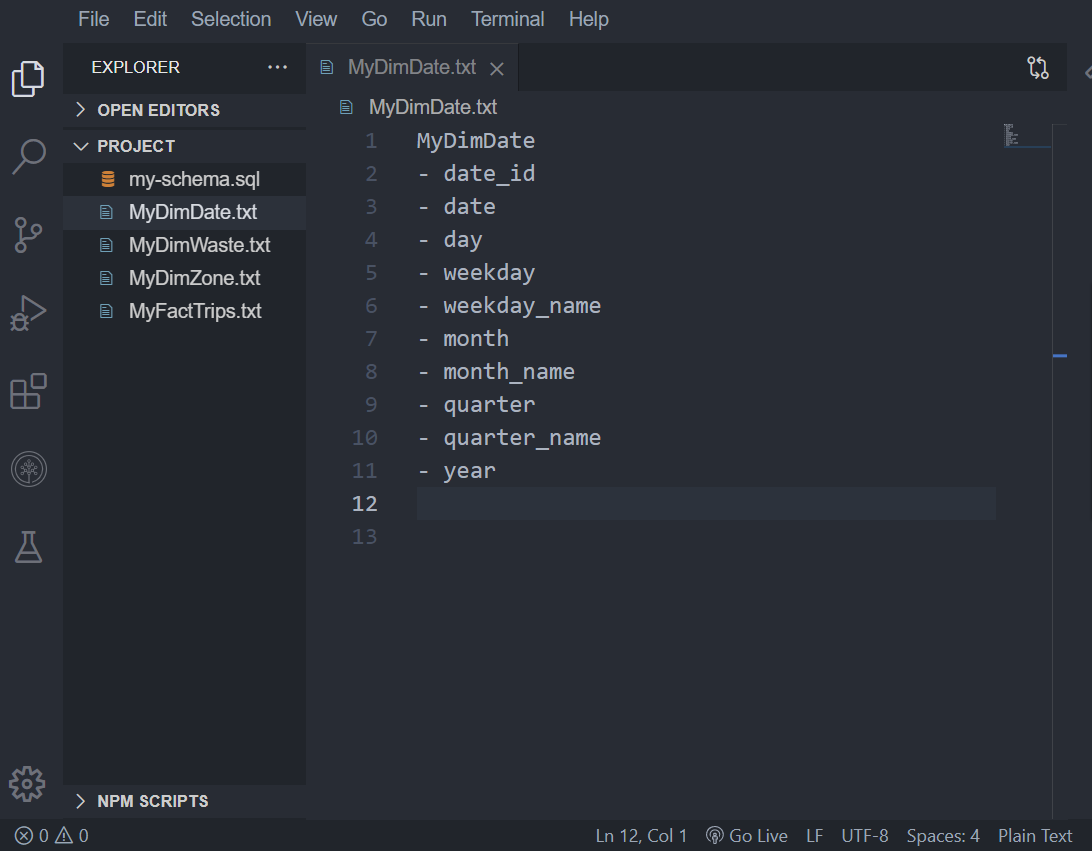 File Edit Selection View Go Run Terminal Help
EXPLORER
OPEN EDITORS
PROJECT
my-schema.sql
MyDimDate.txt
MyDimWaste.txt
MyDimZone.txt
MyFactTrips.txt
NPM SCRIPTS
MyDimDate.txt
MyDimDate.txt
1 MyDimDate
2 - date_id
3 - date
4 - day
5 - weekday
6 - weekday_name
7 - month
8 - month_name
9 - quarter
10 - quarter_name
11 - year
12
13
0 0 Ln 12, Col 1 Go Live LF UTF-8 Spaces: 4 Plain Text